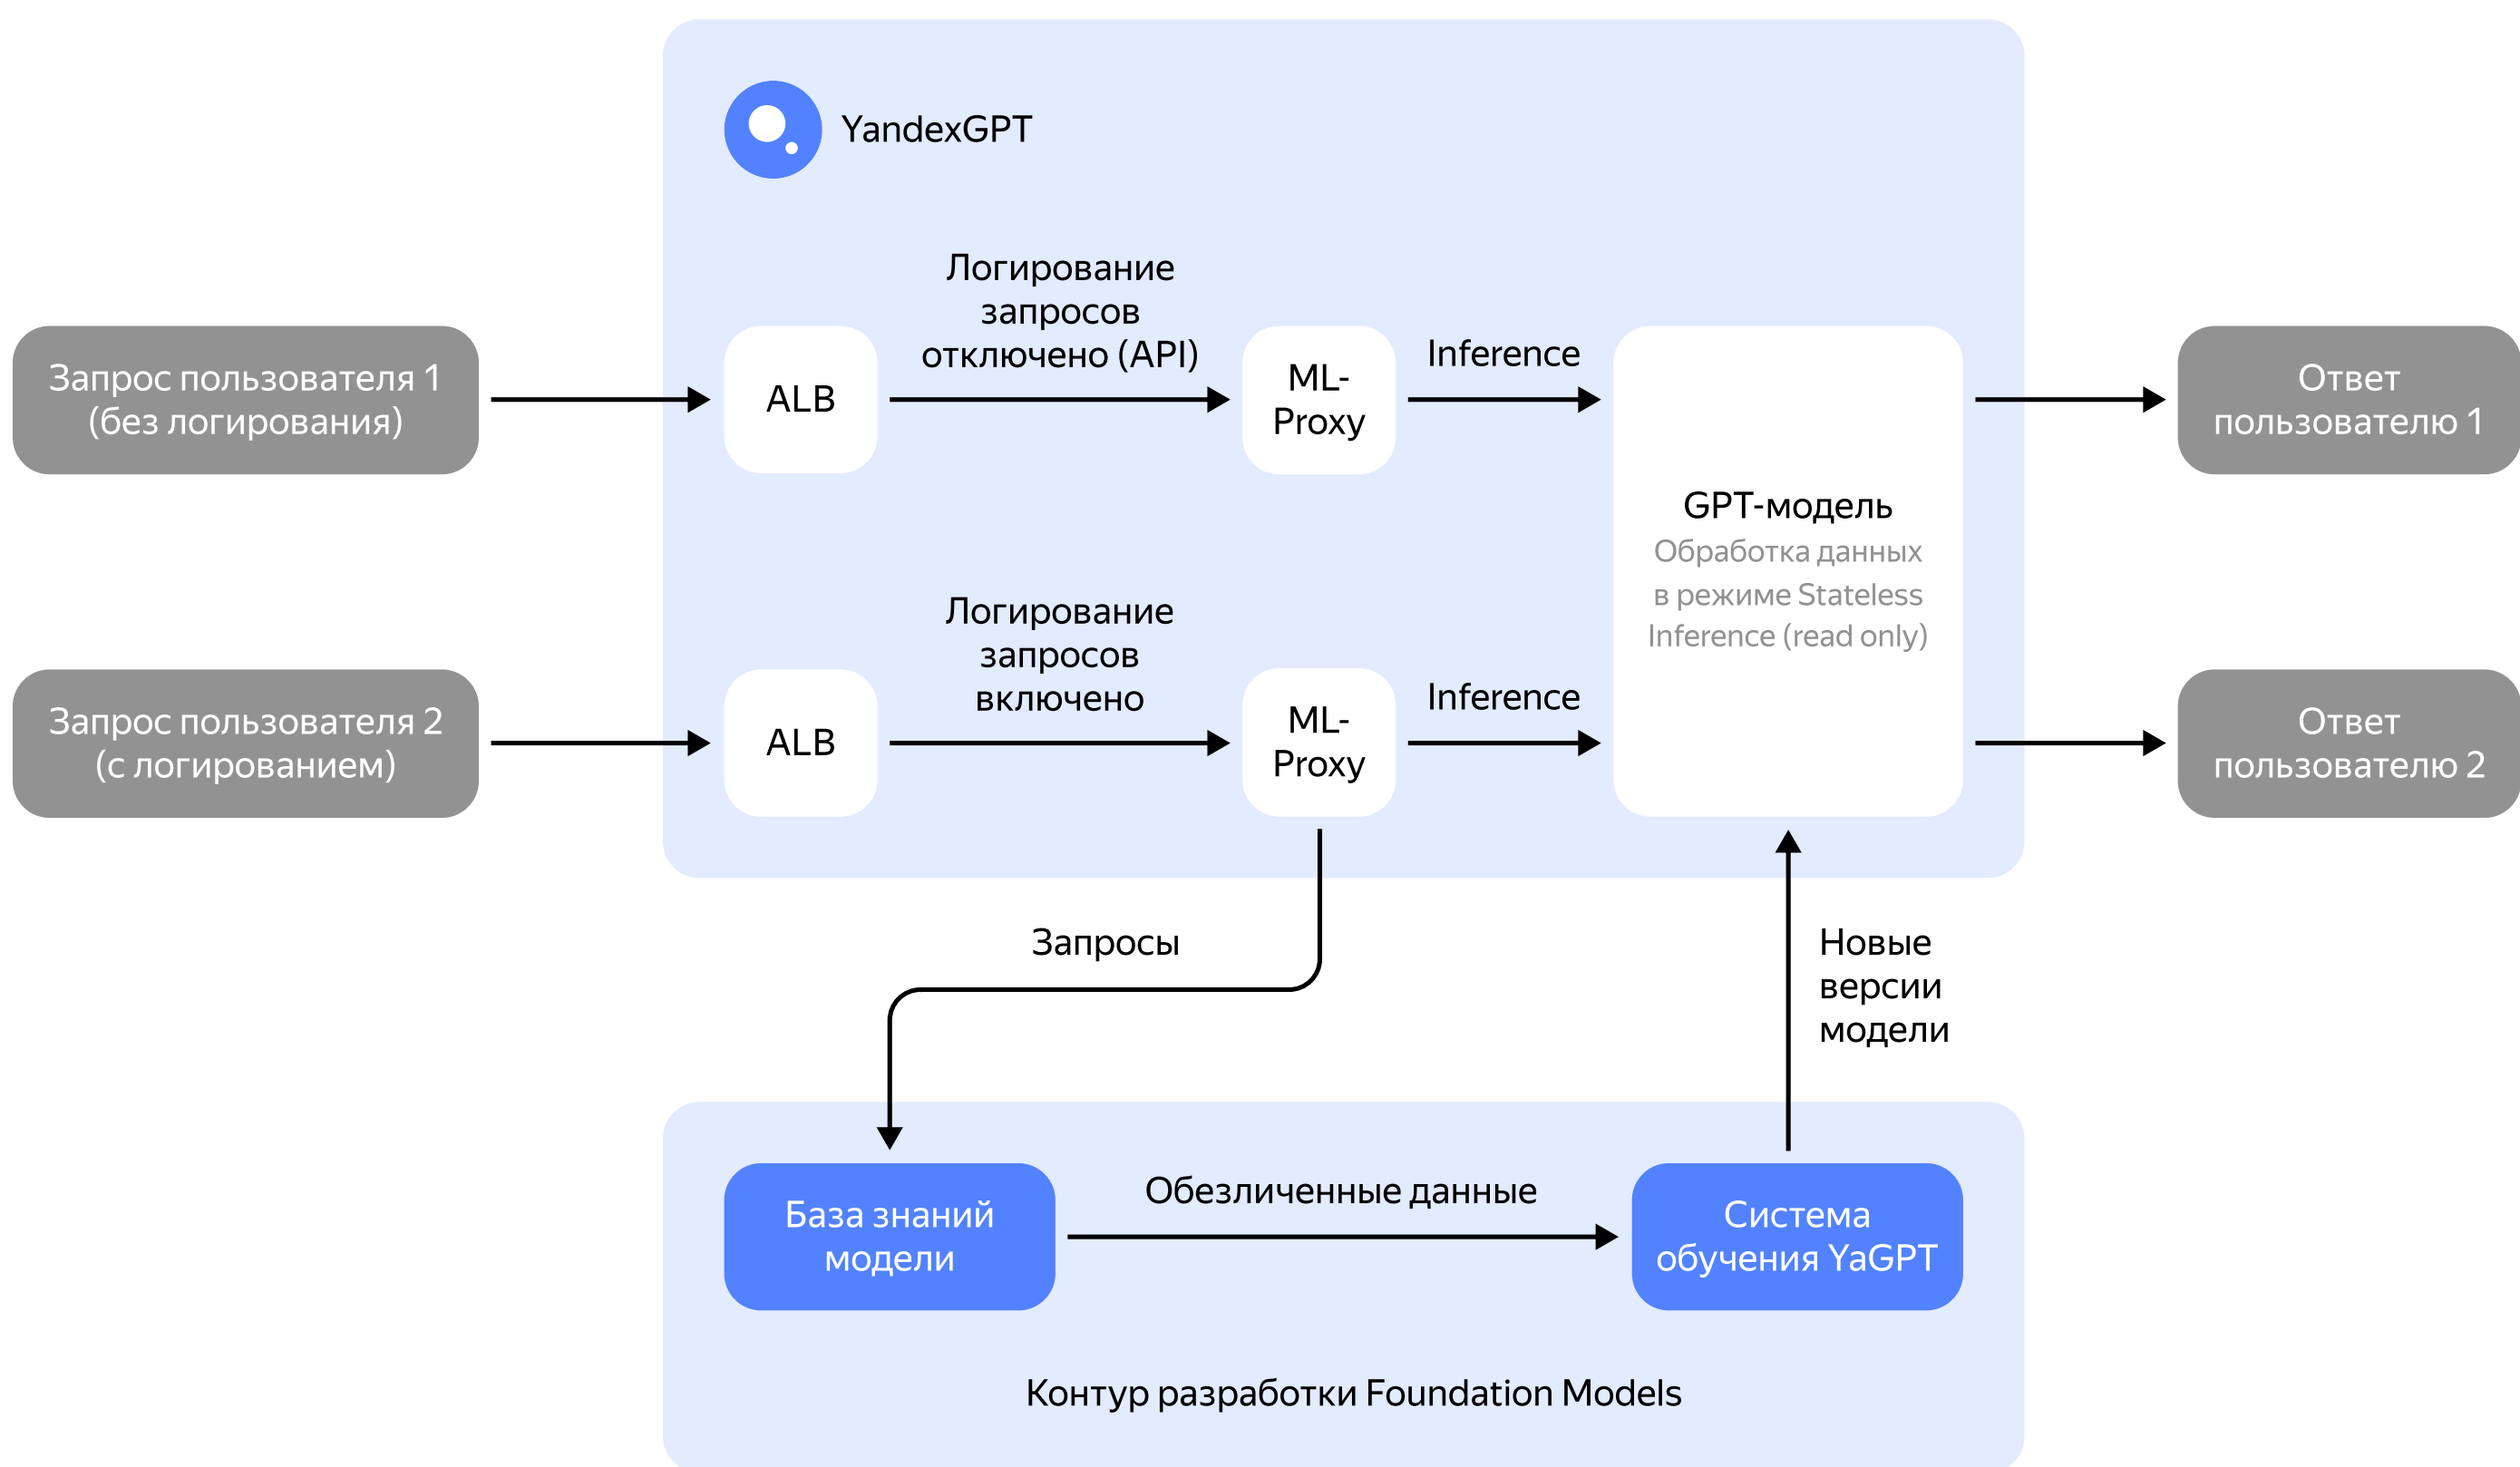 YandexGPT
Запрос пользователя 1
(без логирования)
ALB
Логирование
запросов
отключено (API)
ML-
Proxy
Inference
Ответ
пользователю 1
GPT-модель
Обработка данных
в режиме Stateless
Inference (read only)
Запрос пользователя 2
(с логированием)
ALB
Логирование
запросов
включено
ML-
Proxy
Inference
Ответ
пользователю 2
Запросы
Новые
версии
модели
База знаний
модели
Обезличенные данные
Система
обучения YaGPT
Контур разработки Foundation Models